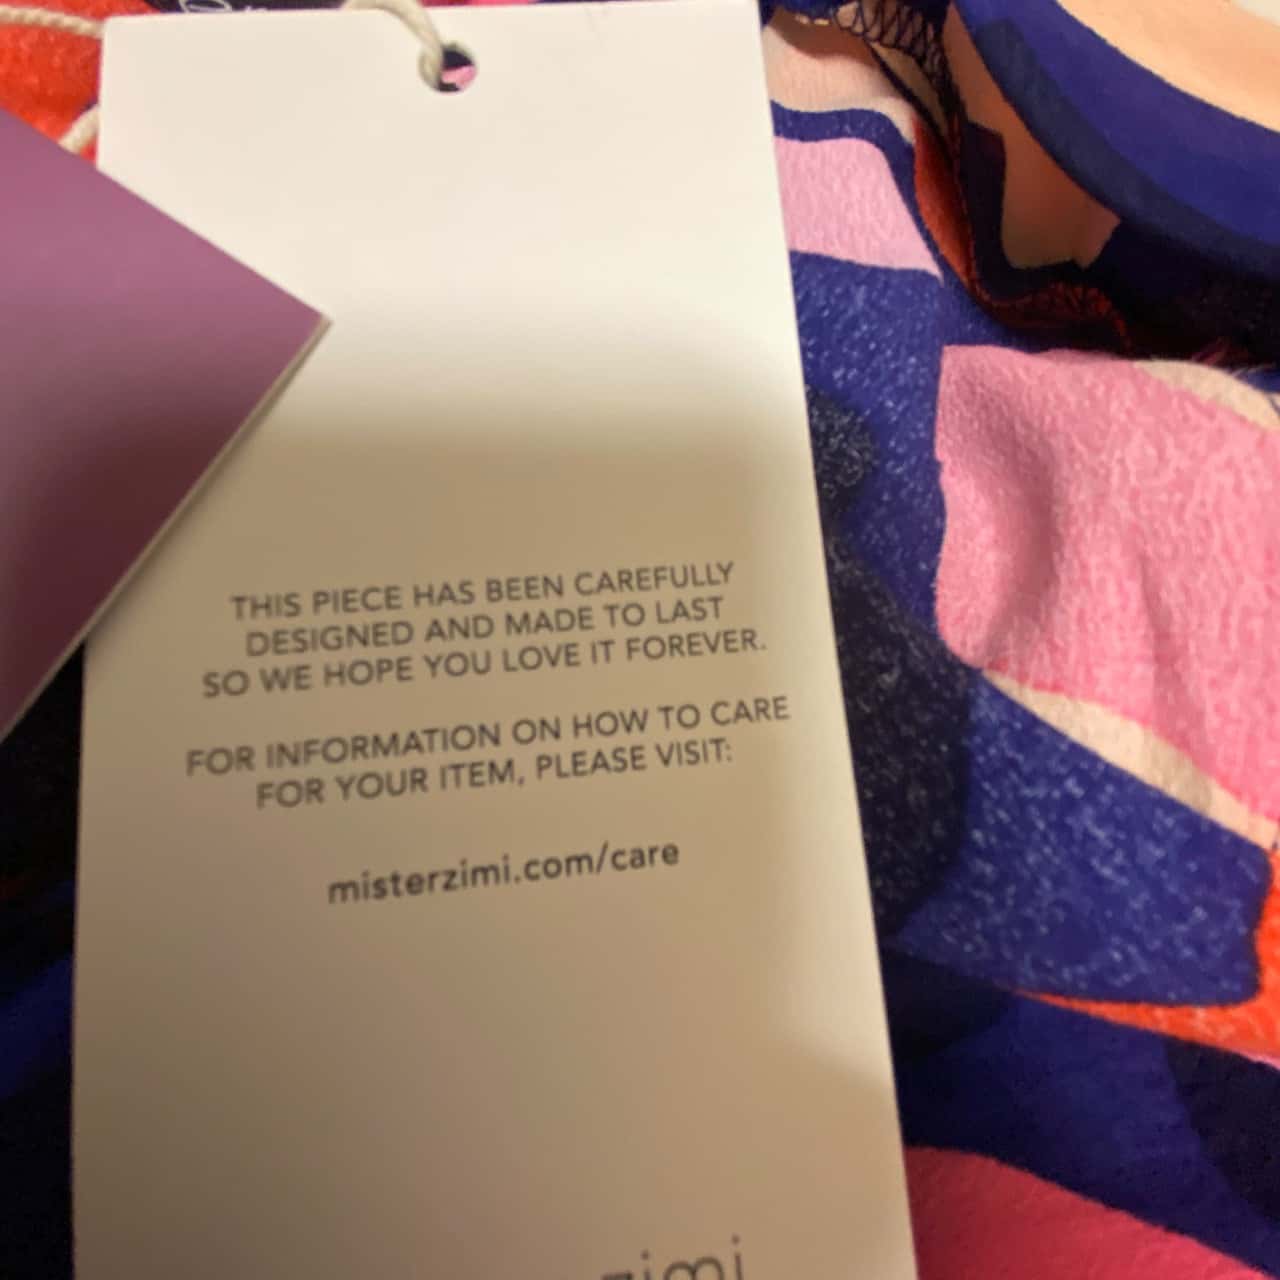 THIS PIECE HAS BEEN CAREFULLY
DESIGNED AND MADE TO LAST
SO WE HOPE YOU LOVE IT FOREVER.
FOR INFORMATION ON HOW TO CARE
FOR YOUR ITEM, PLEASE VISIT:
misterzimi.com/care
zimi